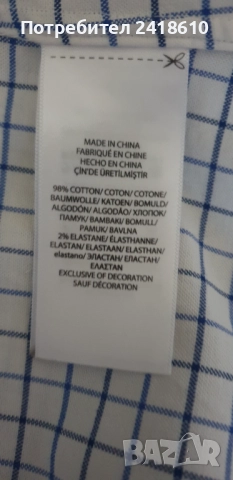 Потребител 2418610
MADE IN CHINA
FABRIQUÉ EN CHINE
HECHO EN CHINA
ÇİN'DE ÜRETİLMİŞTİR
98% COTTON/ COTON/ COTONE/
BAUMWOLLE/ KATOEN/ BOMULD/
ALGODÓN/ ALGODÃO/ ХЛОПОК/
ПАМУК/ ΒΑΜΒΑΚΙ/ BOMULL/
PAMUK/ BAVLNA
2% ELASTANE/ ÉLASTHANNE/
ELASTAN/ ELASTAAN/ ELASTHAN/
elastano/ ЭЛАСТАН/ ЕЛАСТАН/
ΕΛΑΣΤΑΝ
EXCLUSIVE OF DECORATION
SAUF DÉCORATION
BAZAR